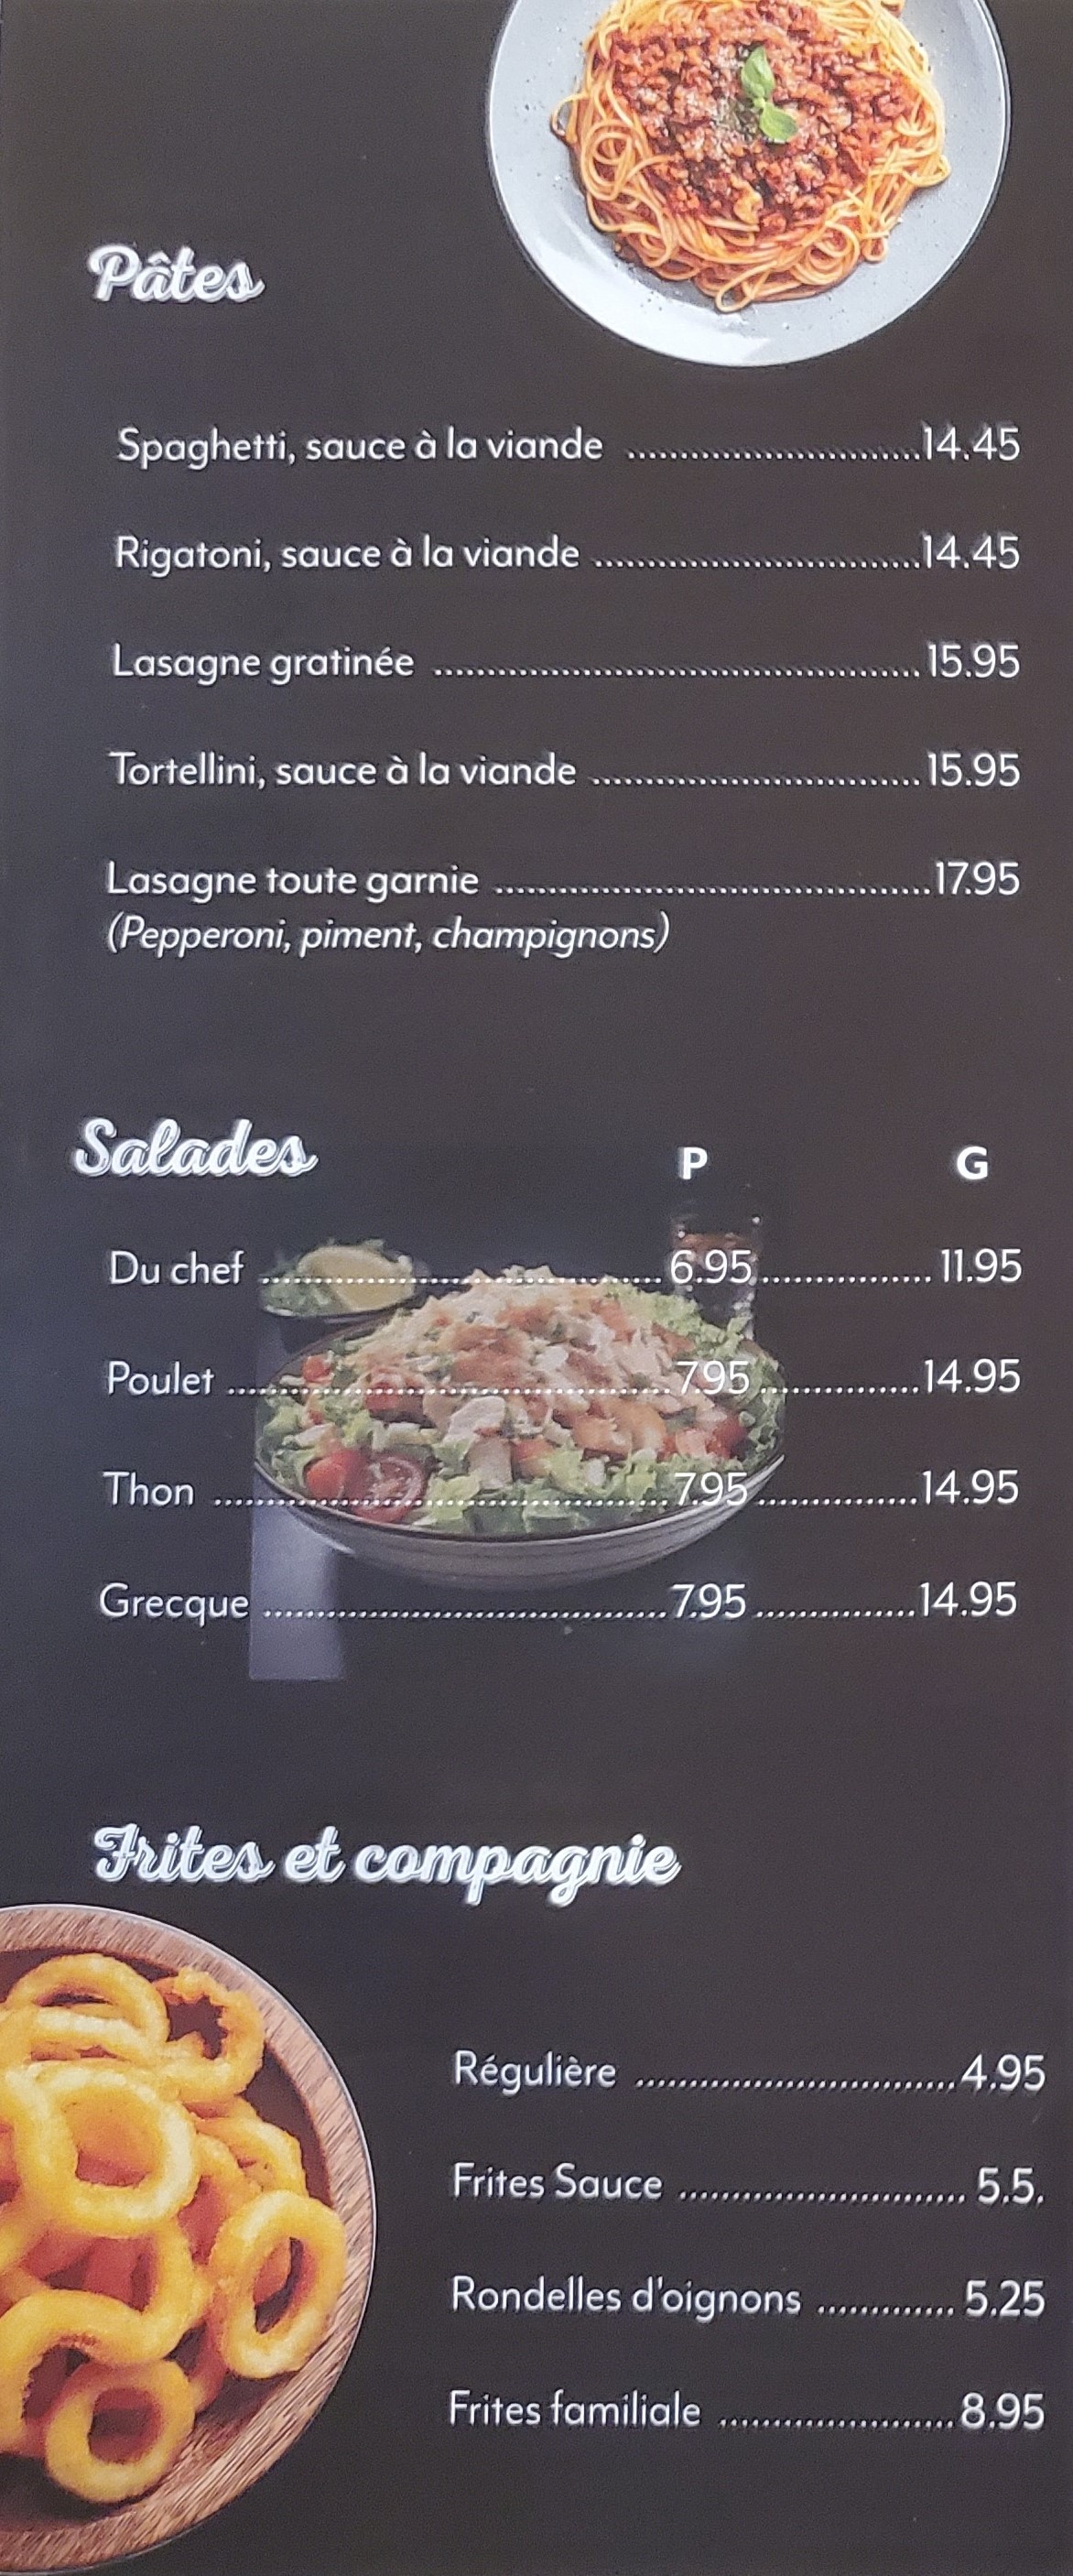 Pâtes
Spaghetti, sauce à la viande ............................14.45
Rigatoni, sauce à la viande ...............................14.45
Lasagne gratinée .............................................. 15.95
Tortellini, sauce à la viande ............................... 15.95
Lasagne toute garnie .........................................17.95
(Pepperoni, piment, champignons)
Salades P G
Du chef ...................................... 6.95 ................ 11.95
Poulet ..........................................7.95 ...............14.95
Thon ...........................................7.95 ...............14.95
Grecque ......................................7.95 ...............14.95
Frites et compagnie
Régulière ..............................4.95
Frites Sauce ........................... 5.5.
Rondelles d'oignons ............. 5.25
Frites familiale ......................8.95